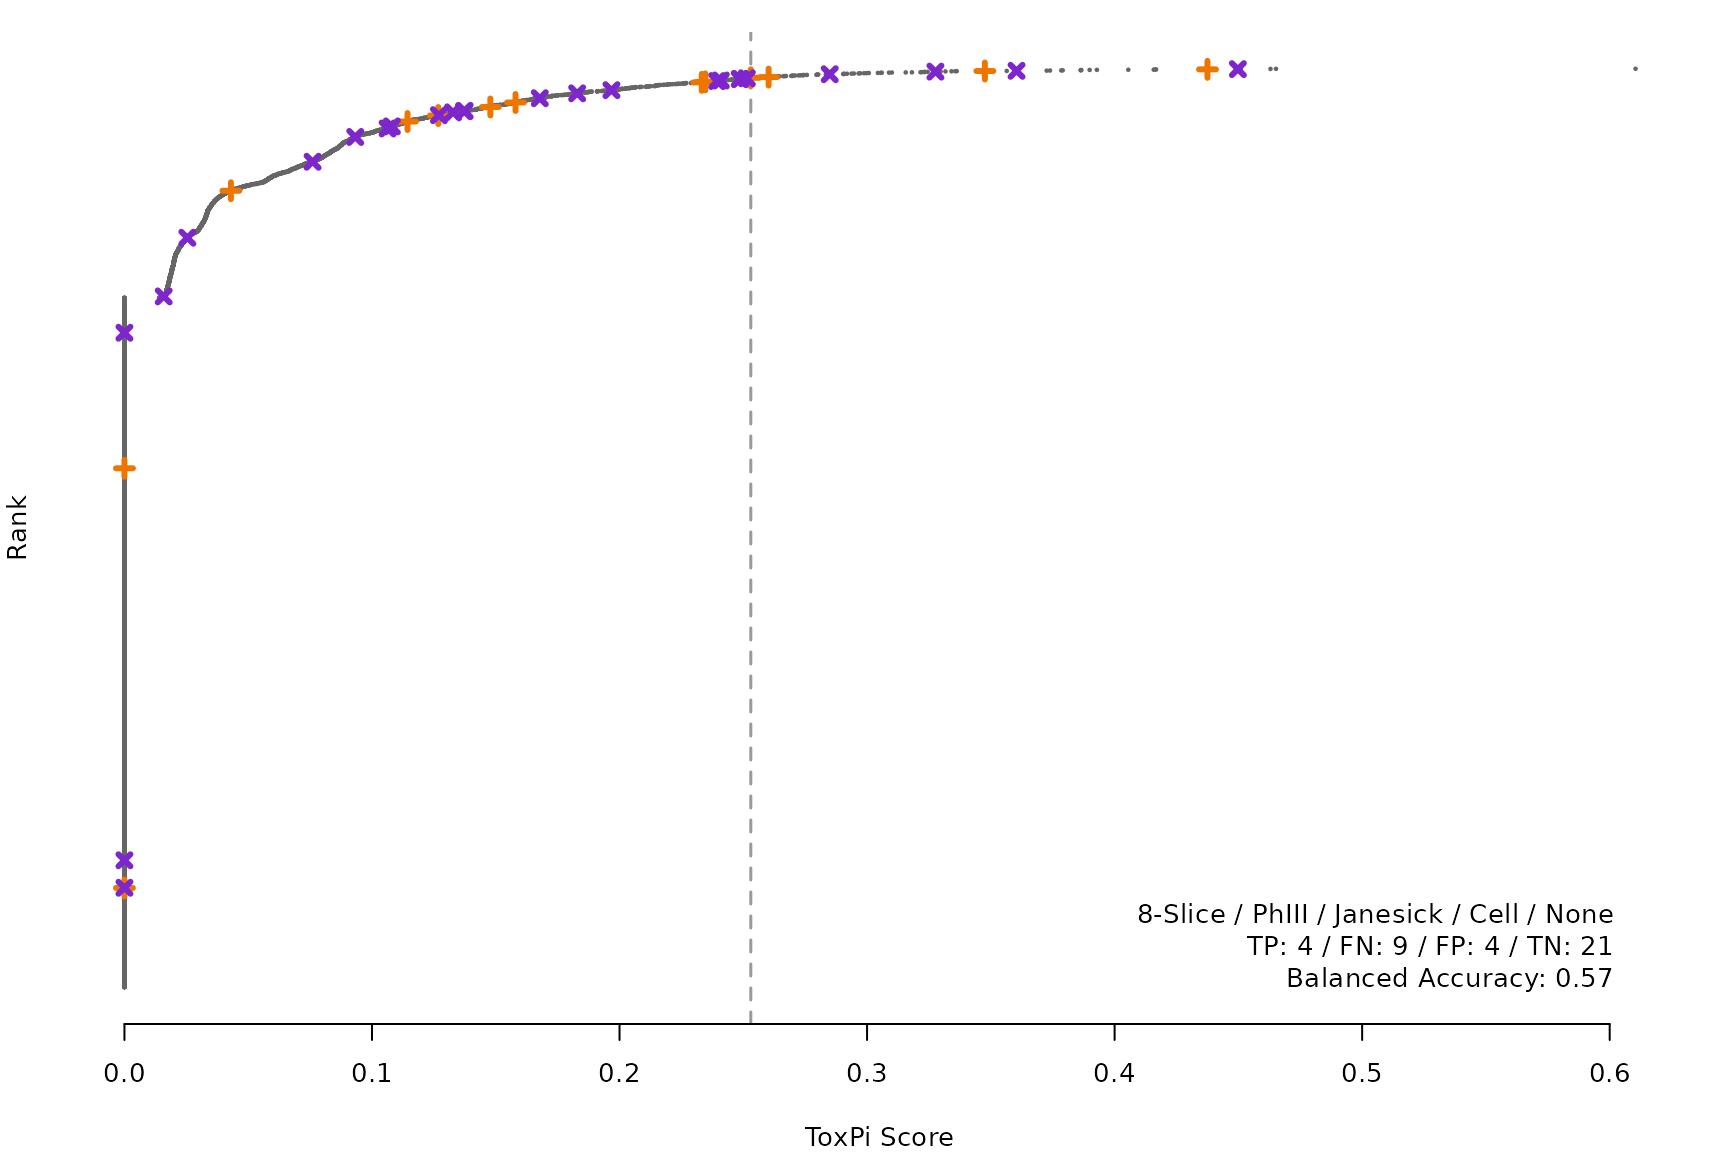 Rank
8-Slice / PhIII / Janesick / Cell / None
TP: 4 / FN: 9 / FP: 4 / TN: 21
Balanced Accuracy: 0.57
0.0 0.1 0.2 0.3 0.4 0.5 0.6
ToxPi Score